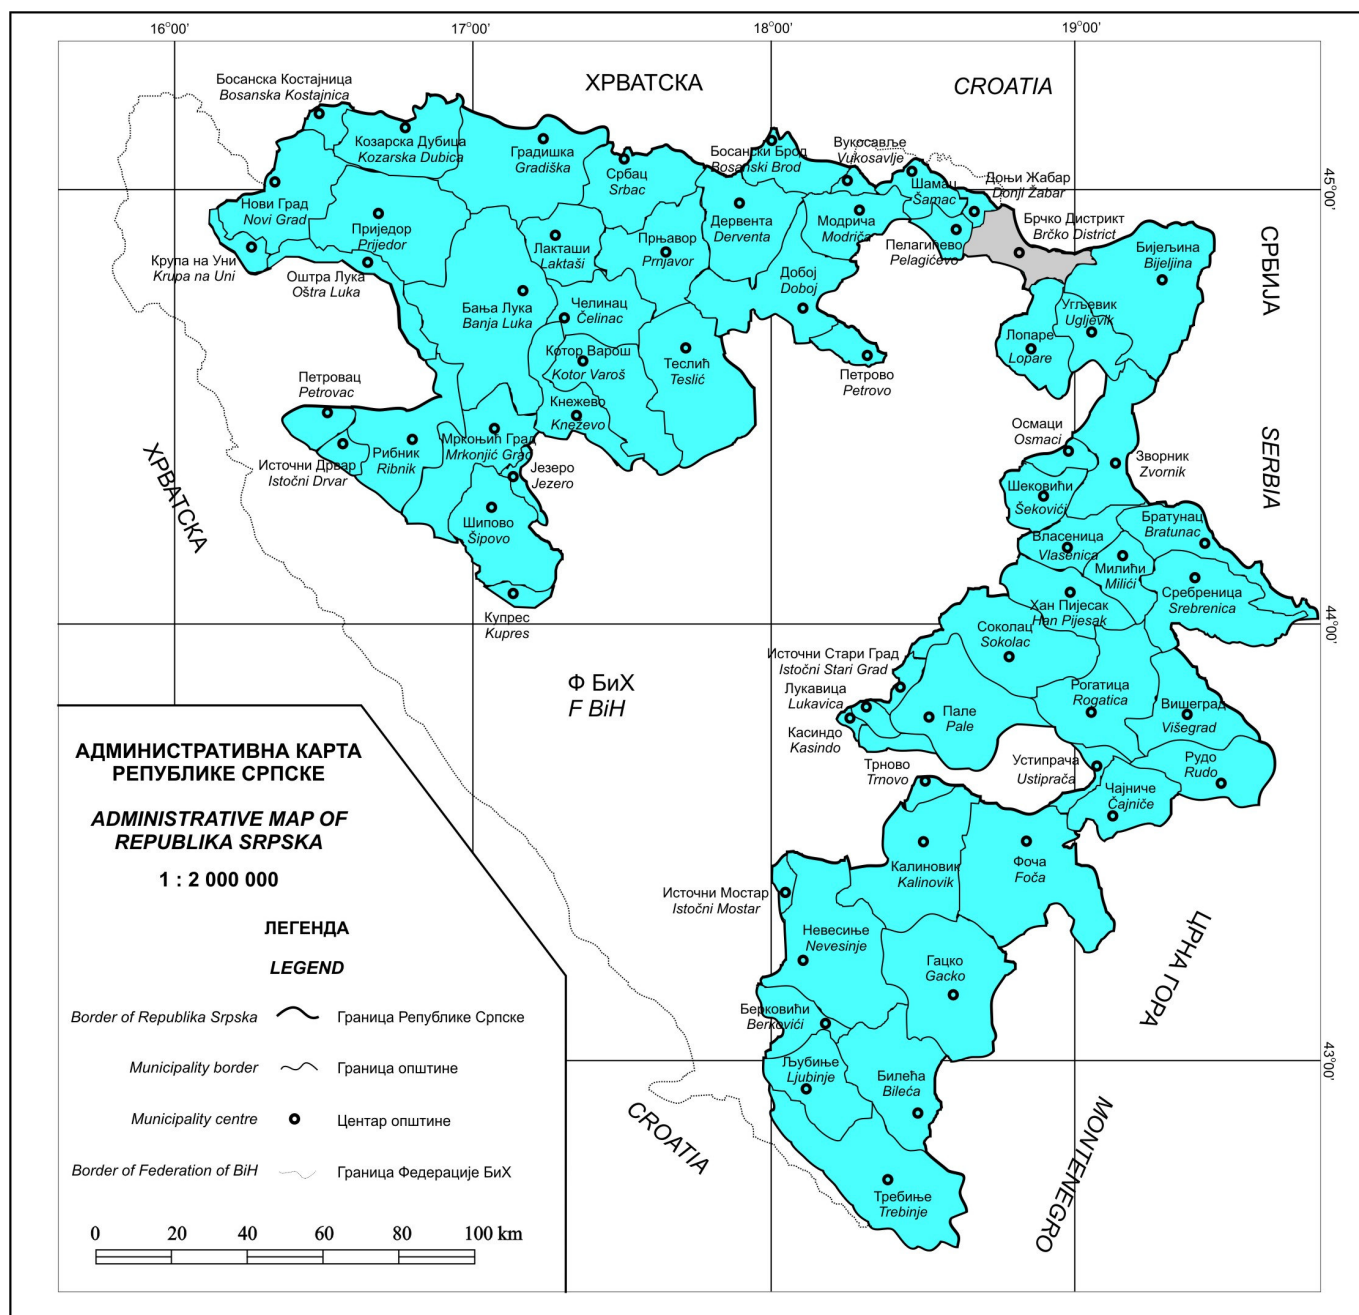 16°00'
17°00'
18°00'
19°00'
ХРВАТСКА
CROATIA
Босанска Костајница
Bosanska Kostajnica
Козарска Дубица
Kozarska Dubica
Градишка
Gradiška
Србац
Srbac
Босански Брод
Bosanski Brod
Вукосавље
Vukosavlje
Шамац
Šamac
Доњи Жабар
Donji Žabar
45°00'
Нови Град
Novi Grad
Приједор
Prijedor
Лакташи
Laktaši
Прњавор
Prnjavor
Дервента
Derventa
Модрича
Modriča
Пелагићево
Pelagićevo
Брчко Дистрикт
Brčko District
Бијељина
Bijeljina
СРБИЈА
Крупа на Уни
Krupa na Uni
Оштра Лука
Oštra Luka
Бања Лука
Banja Luka
Челинац
Čelinac
Добој
Doboj
Угљевик
Ugljevik
Лопаре
Lopare
Котор Варош
Kotor Varoš
Теслић
Teslić
Петрово
Petrovo
Петровац
Petrovac
Кнежево
Kneževo
Осмаци
Osmaci
SERBIA
Источни Дрвар
Istočni Drvar
Рибник
Ribnik
Мркоњић Град
Mrkonjić Grad
Језеро
Jezero
Зворник
Zvornik
ХРВАТСКА
Шипово
Šipovo
Шековићи
Šekovići
Братунац
Bratunac
Власеница
Vlasenica
Милићи
Milići
Сребреница
Srebrenica
Хан Пијесак
Han Pijesak
Купрес
Kupres
44°00'
Соколац
Sokolac
Источни Стари Град
Istočni Stari Grad
Лукавица
Lukavica
Касиндо
Kasindo
Пале
Pale
Рогатица
Rogatica
Вишеград
Višegrad
Ф БиХ
F BiH
Трново
Trnovo
Устипрача
Ustiprača
Рудо
Rudo
Чајниче
Čajniče
Калиновик
Kalinovik
Фоча
Foča
Источни Мостар
Istočni Mostar
Невесиње
Nevesinje
Гацко
Gacko
ЦРНА ГОРА
Берковићи
Berkovići
43°00'
Љубиње
Ljubinje
Билећа
Bileća
CROATIA
MONTENEGRO
Требиње
Trebinje
АДМИНИСТРАТИВНА КАРТА
РЕПУБЛИКЕ СРПСКЕ
ADMINISTRATIVE MAP OF
REPUBLIKA SRPSKA
1 : 2 000 000
ЛЕГЕНДА
LEGEND
Border of Republika Srpska Граница Републике Српске
Municipality border Граница општине
Municipality centre Центар општине
Border of Federation of BiH Граница Федерације БиХ
0 20 40 60 80 100 km